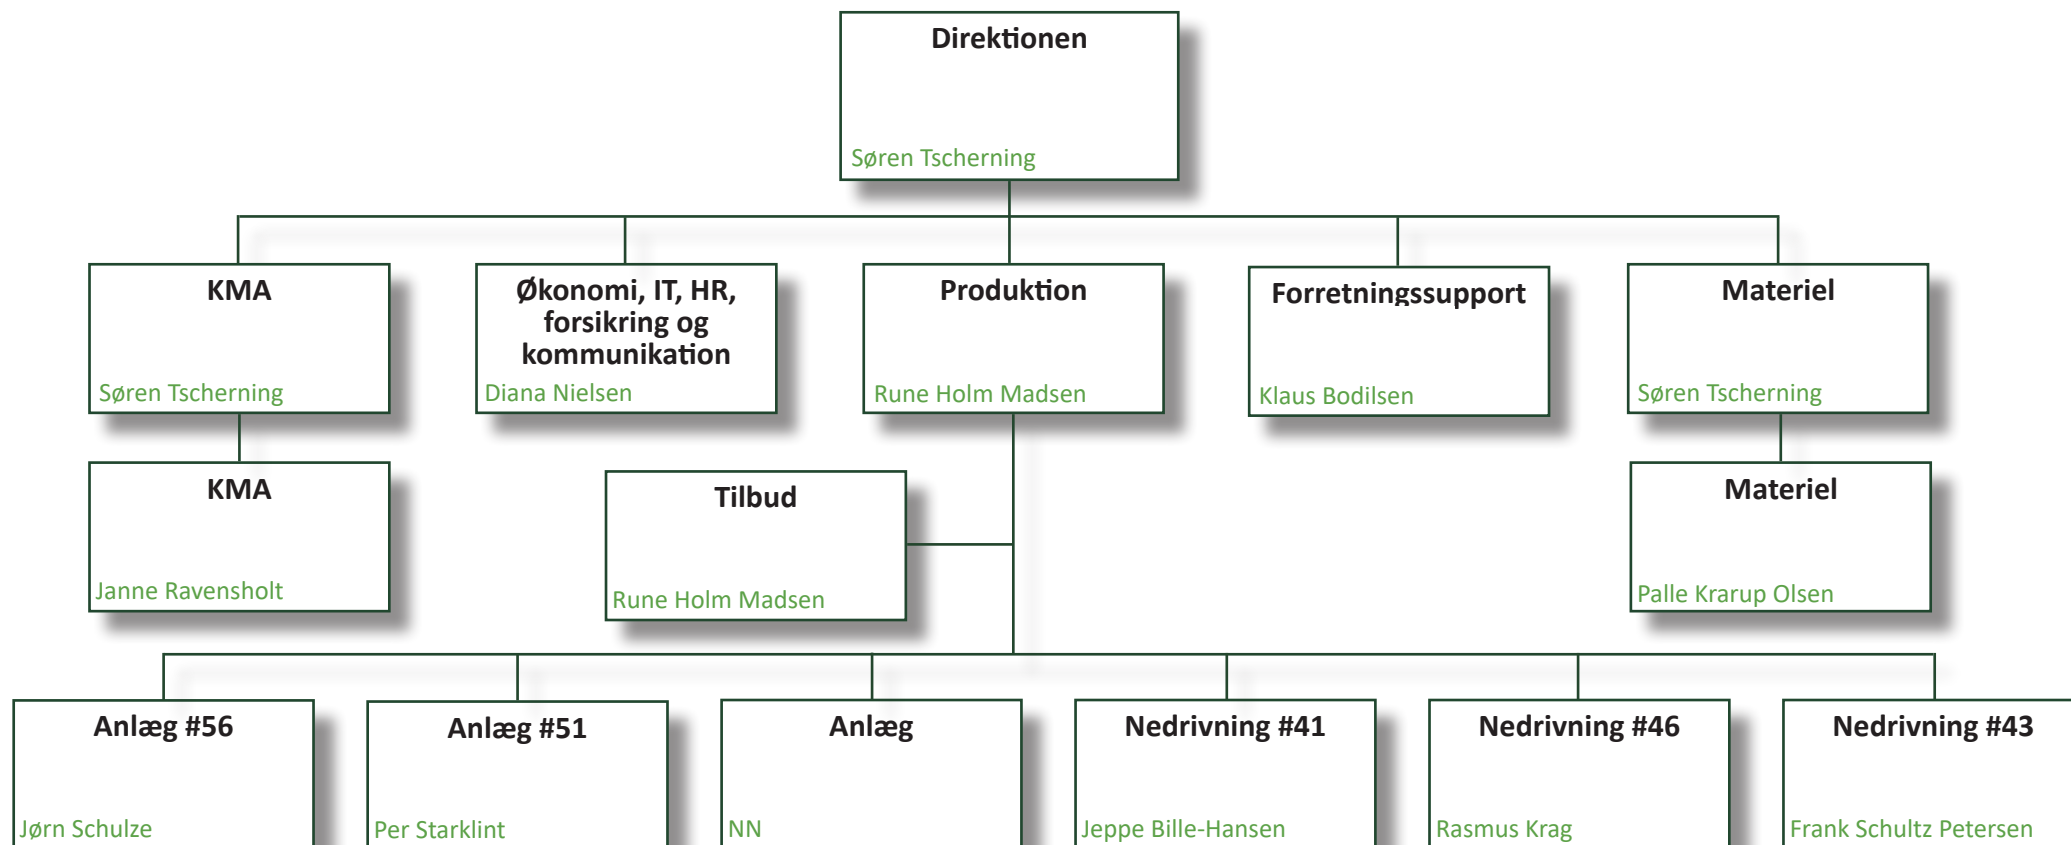 Direktionen
Søren Tscherning
KMA
Søren Tscherning
Økonomi, IT, HR,
forsikring og
kommunikation
Diana Nielsen
Produktion
Rune Holm Madsen
Forretningssupport
Klaus Bodilsen
Materiel
Søren Tscherning
KMA
Janne Ravensholt
Tilbud
Rune Holm Madsen
Materiel
Palle Krarup Olsen
Anlæg #56
Jørn Schulze
Anlæg #51
Per Starklint
Anlæg
NN
Nedrivning #41
Jeppe Bille-Hansen
Nedrivning #46
Rasmus Krag
Nedrivning #43
Frank Schultz Petersen